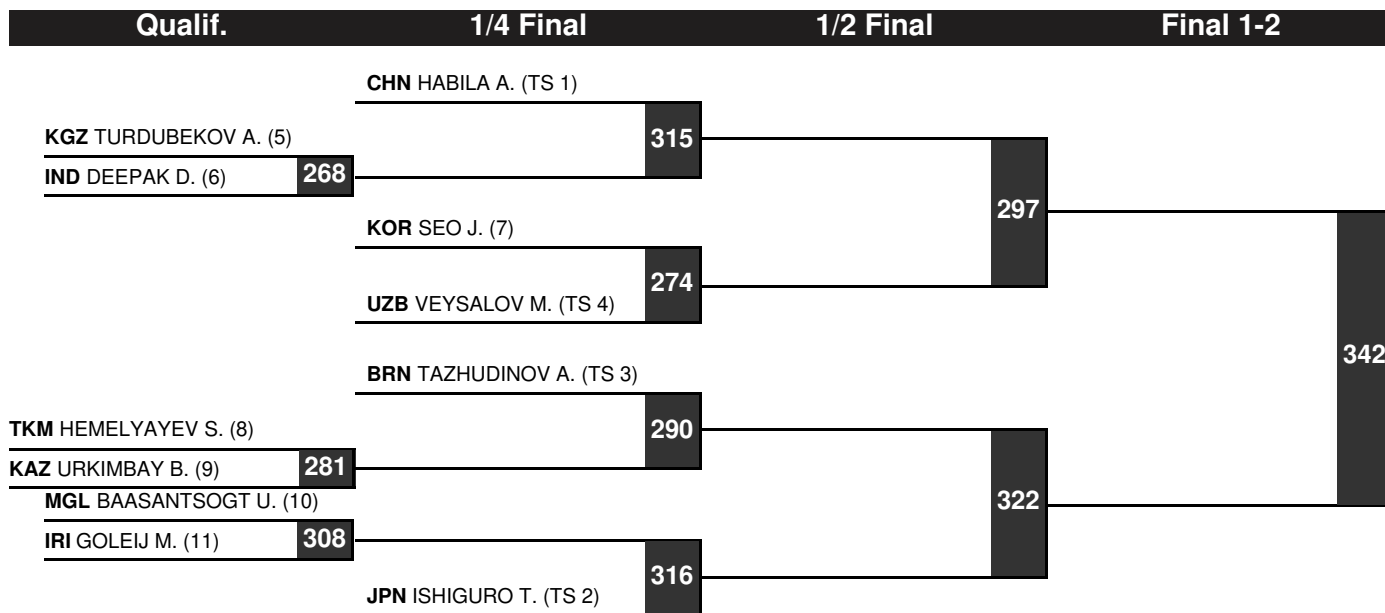 Qualif. 1/4 Final 1/2 Final Final 1-2
CHN HABILA A. (TS 1)
315
KGZ TURDUBEKOV A. (5)
IND DEEPAK D. (6) 268
297
KOR SEO J. (7)
274
UZB VEYSALOV M. (TS 4)
342
BRN TAZHUDINOV A. (TS 3)
290
TKM HEMELYAYEV S. (8)
KAZ URKIMBAY B. (9) 281
MGL BAASANTSOGT U. (10)
322
IRI GOLEIJ M. (11) 308
316
JPN ISHIGURO T. (TS 2)